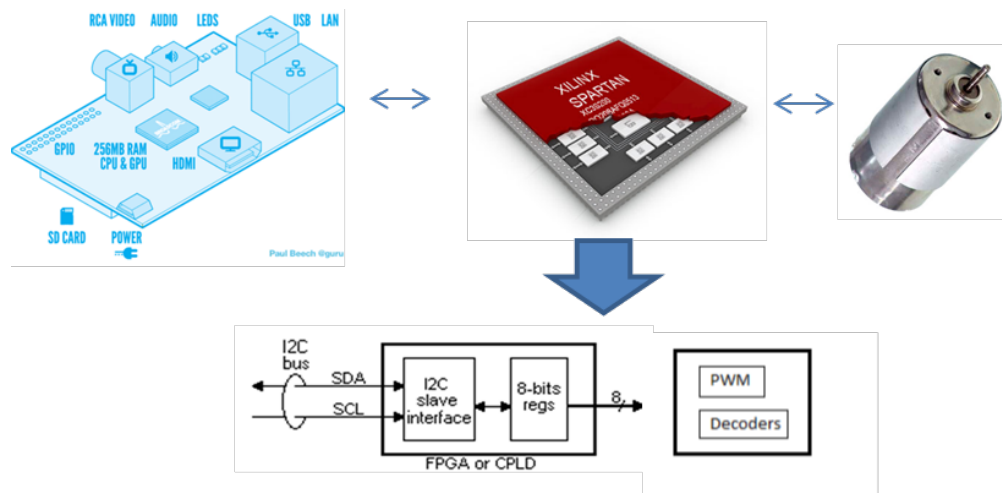 RCA VIDEO AUDIO LEDS USB LAN
GPIO
256MB RAM
CPU & GPU
HDMI
SD CARD
POWER
Paul Beech @guru
XILINX
SPARTAN
I2C
bus
SDA
SCL
I2C
slave
interface
8-bits
regs
8
FPGA or CPLD
PWM
Decoders